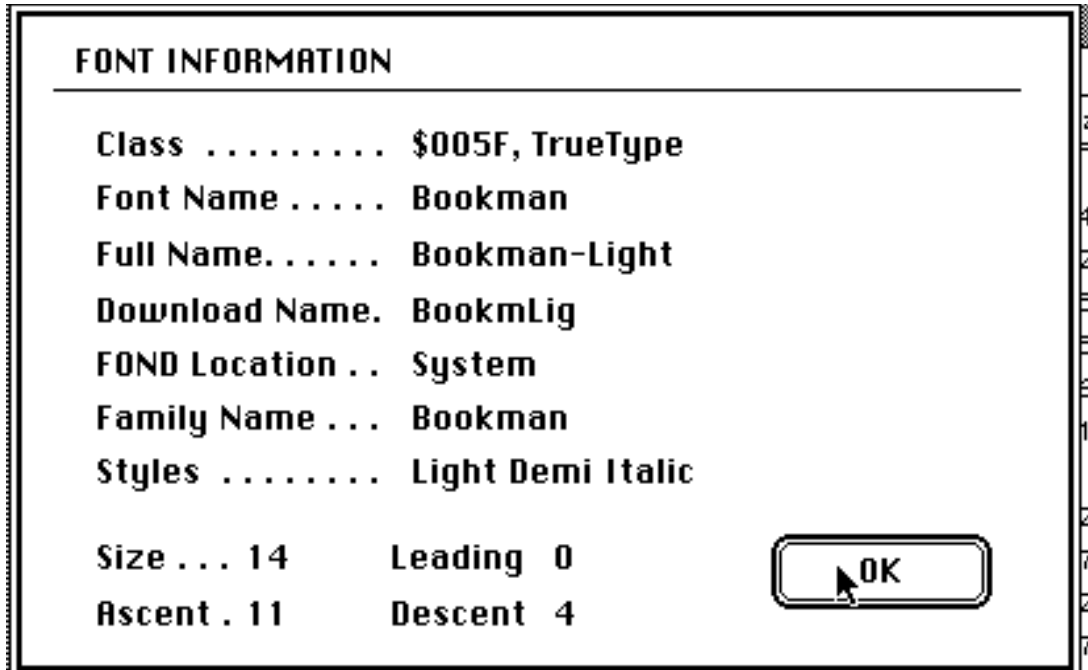 FONT INFORMATION
Class ......... $005F, TrueType
Font Name ..... Bookman
Full Name...... Bookman-Light
Download Name. BookmLig
FOND Location .. System
Family Name ... Bookman
Styles ........ Light Demi Italic
Size ... 14 Leading 0
OK
Ascent . 11 Descent 4